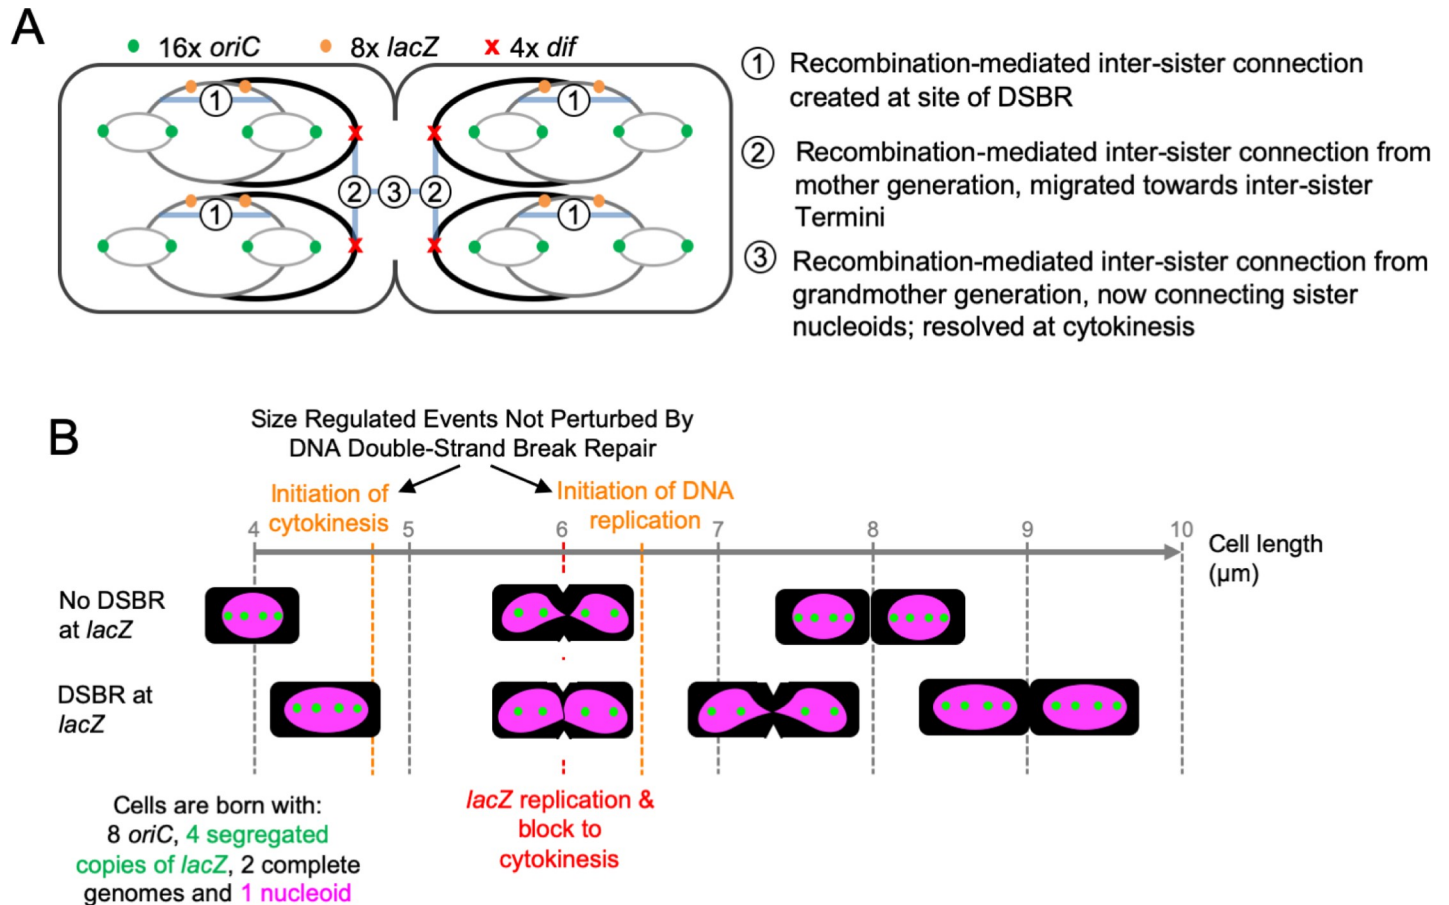 A
16x oriC 8x lacZ x 4x dif
1 1
2 3 2
1 1
1 Recombination-mediated inter-sister connection
created at site of DSBR
2 Recombination-mediated inter-sister connection from
mother generation, migrated towards inter-sister
Termini
3 Recombination-mediated inter-sister connection from
grandmother generation, now connecting sister
nucleoids; resolved at cytokinesis
B
Size Regulated Events Not Perturbed By
DNA Double-Strand Break Repair
Initiation of
cytokinesis
Initiation of DNA
replication
4 5 6 7 8 9 10
Cell length
(µm)
No DSBR
at lacZ
DSBR at
lacZ
Cells are born with:
8 oriC, 4 segregated
copies of lacZ, 2 complete
genomes and 1 nucleoid
lacZ replication &
block to
cytokinesis